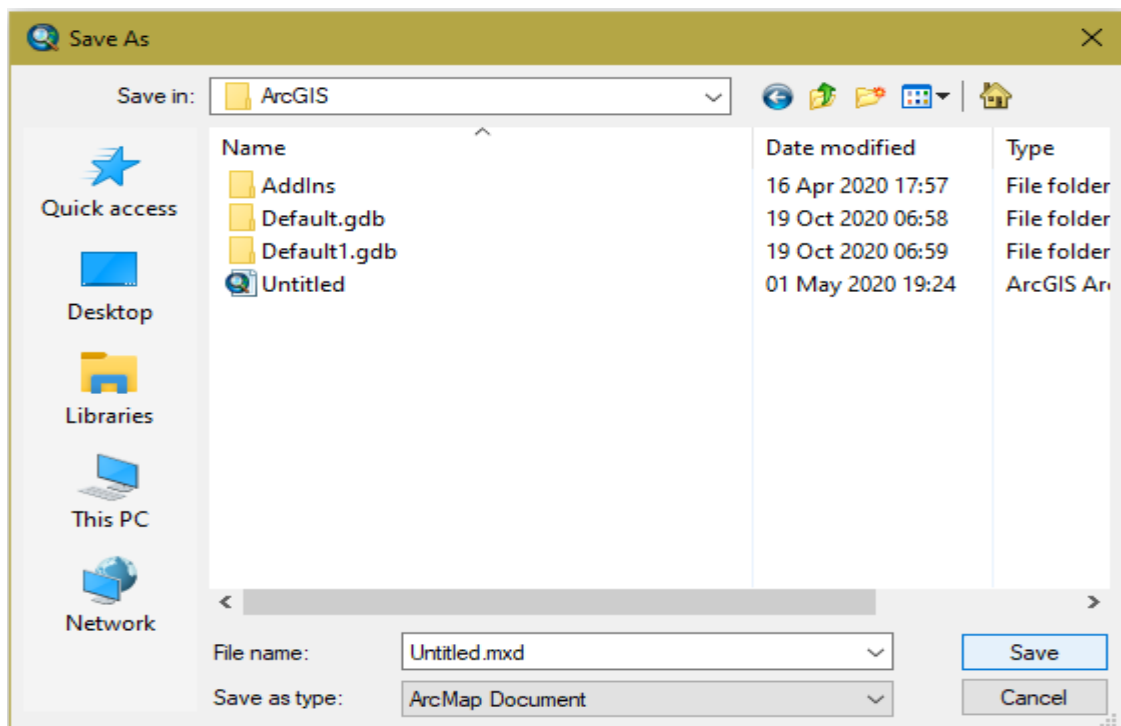 Save As
Save in: ArcGIS
Quick access
Desktop
Libraries
This PC
Network
Name Date modified Type
AddIns 16 Apr 2020 17:57 File folder
Default.gdb 19 Oct 2020 06:58 File folder
Default1.gdb 19 Oct 2020 06:59 File folder
Untitled 01 May 2020 19:24 ArcGIS Ar
File name: Untitled.mxd Save
Save as type: ArcMap Document Cancel